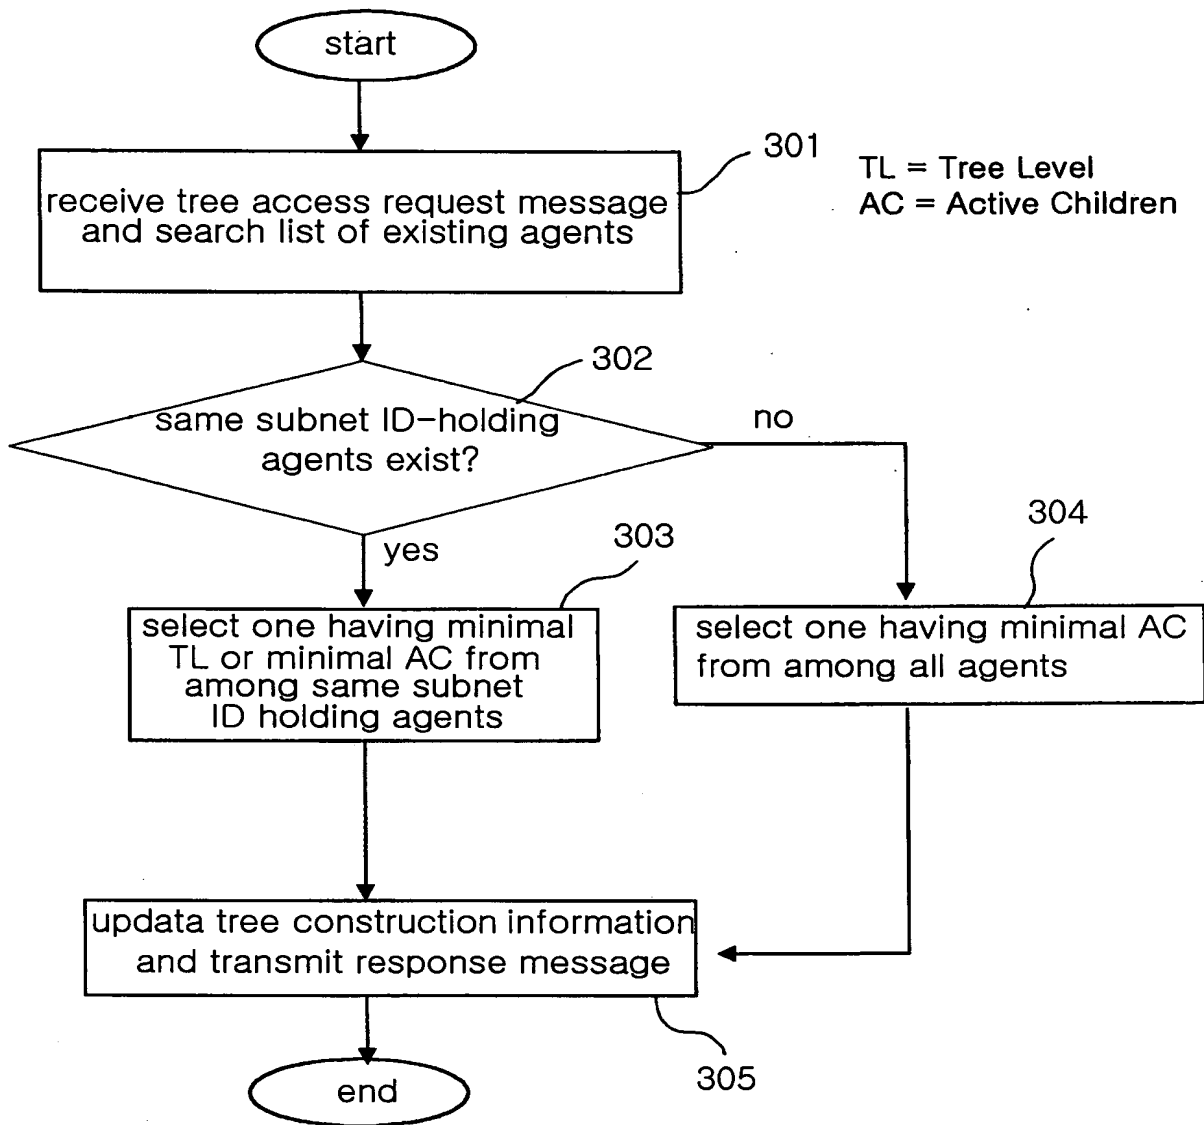 start
301
TL = Tree Level
AC = Active Children
receive tree access request message
and search list of existing agents
302
same subnet ID-holding
agents exist?
no
yes
303
304
select one having minimal
TL or minimal AC from
among same subnet
ID holding agents
select one having minimal AC
from among all agents
updata tree construction information
and transmit response message
305
end